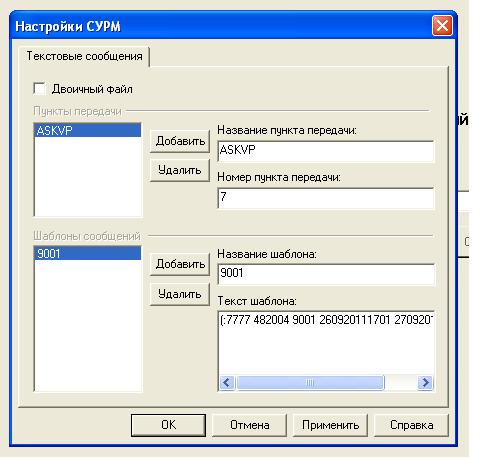 Настройки СУРМ
Текстовые сообщения
Двоичный файл
Пункты передачи
ASKVP
Добавить
Удалить
Название пункта передачи:
ASKVP
Номер пункта передачи:
7
Шаблоны сообщений
9001
Добавить
Удалить
Название шаблона:
9001
Текст шаблона:
(:7777 482004 9001 260920111701 270920
OK
Отмена
Применить
Справка